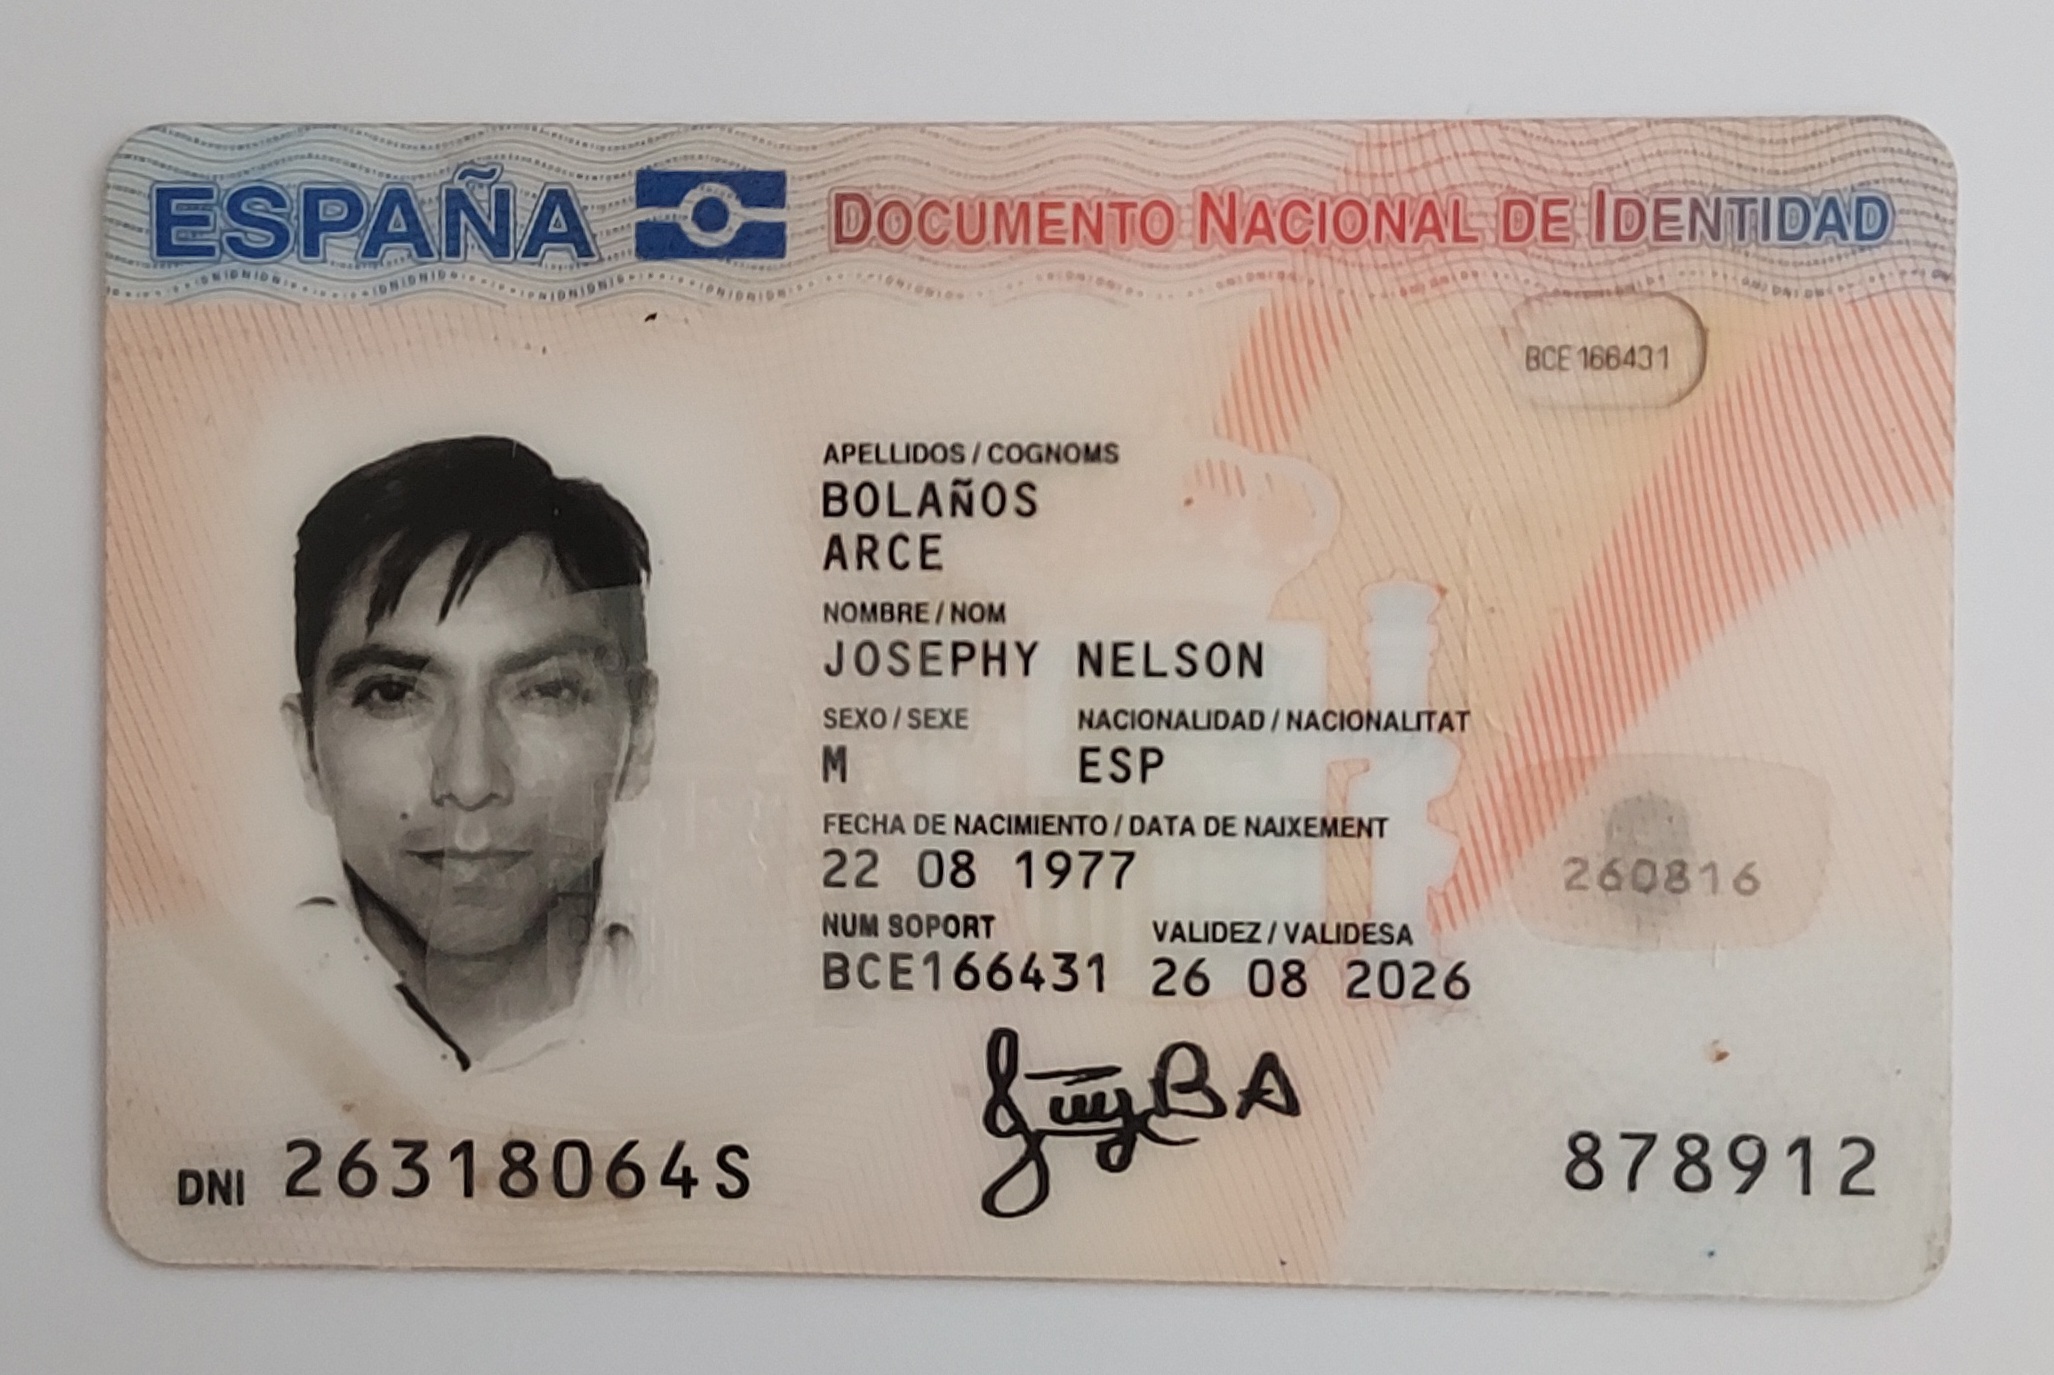 ESPAÑA DOCUMENTO NACIONAL DE IDENTIDAD
BCE166431
APELLIDOS / COGNOMS
BOLAÑOS
ARCE
NOMBRE / NOM
JOSEPHY NELSON
SEXO / SEXE NACIONALIDAD / NACIONALITAT
M ESP
FECHA DE NACIMIENTO / DATA DE NAIXEMENT
22 08 1977
260816
NUM SOPORT VALIDEZ / VALIDESA
BCE166431 26 08 2026
DNI 26318064S
878912